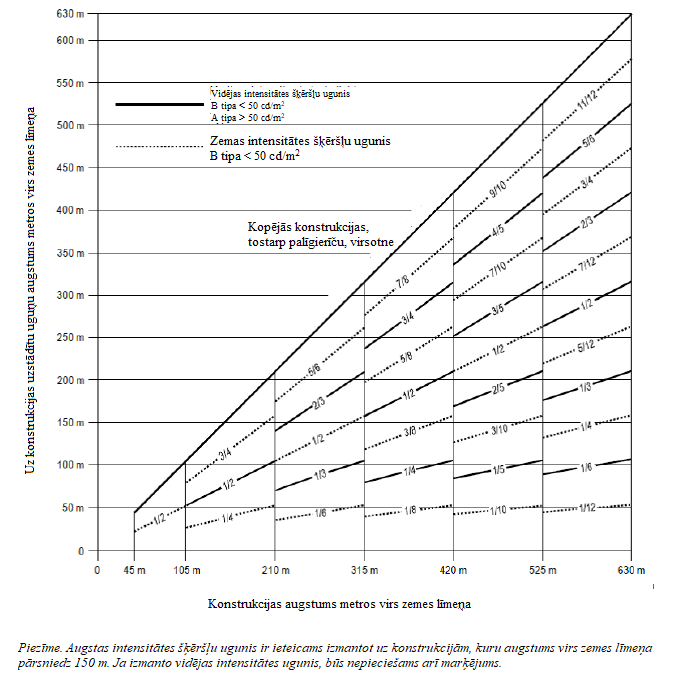 630 m
600 m
550 m
500 m
450 m
400 m
350 m
300 m
250 m
200 m
150 m
100 m
50 m
0
Uz konstrukcijas uzstādītu uguņu augstums metros virs zemes līmeņa
Vidējas intensitātes šķēršļu ugunis
B tipa < 50 cd/m²
A tipa > 50 cd/m²
Zemas intensitātes šķēršļu ugunis
B tipa < 50 cd/m²
Kopējās konstrukcijas,
tostarp palīgierīču, virsotne
1/2
3/4
1/2
1/4
5/6
2/3
1/2
1/3
1/6
7/8
3/4
5/8
1/2
3/8
1/4
1/8
9/10
4/5
7/10
3/5
1/2
2/5
3/10
1/5
1/10
11/12
5/6
3/4
2/3
7/12
1/2
5/12
1/3
1/4
1/6
1/12
0 45 m 105 m 210 m 315 m 420 m 525 m 630 m
Konstrukcijas augstums metros virs zemes līmeņa
Piezīme. Augstas intensitātes šķēršļu ugunis ir ieteicams izmantot uz konstrukcijām, kuru augstums virs zemes līmeņa
pārsniedz 150 m. Ja izmanto vidējas intensitātes ugunis, būs nepieciešams arī marķējums.